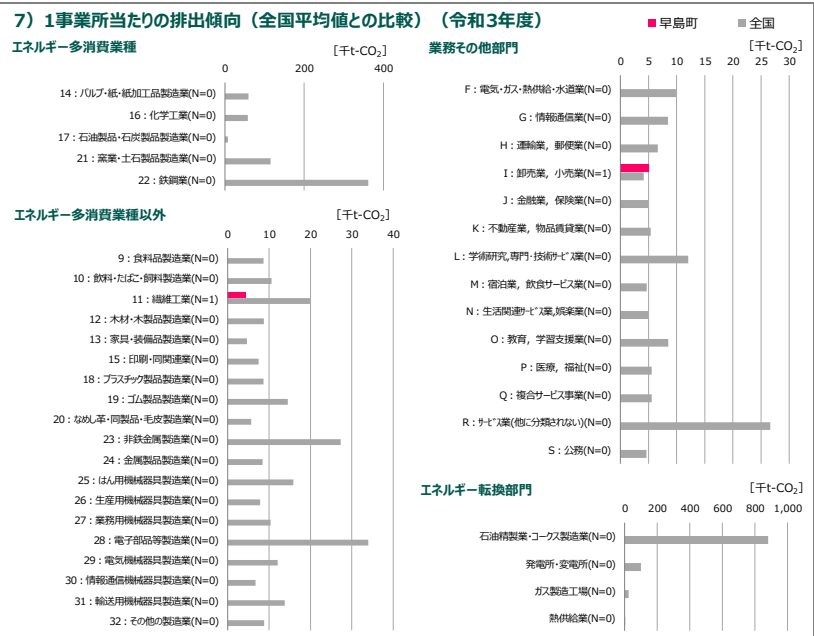 7）1事業所当たりの排出傾向（全国平均値との比較）（令和3年度）
■早島町 ■全国
エネルギー多消費業種
[千t-CO₂]
0 200 400
14：パルプ・紙・紙加工品製造業(N=0)
16：化学工業(N=0)
17：石油製品・石炭製品製造業(N=0)
21：窯業・土石製品製造業(N=0)
22：鉄鋼業(N=0)
エネルギー多消費業種以外
[千t-CO₂]
0 10 20 30 40
9：食料品製造業(N=0)
10：飲料・たばこ・飼料製造業(N=0)
11：繊維工業(N=1)
12：木材・木製品製造業(N=0)
13：家具・装備品製造業(N=0)
15：印刷・同関連業(N=0)
18：プラスチック製品製造業(N=0)
19：ゴム製品製造業(N=0)
20：なめし革・同製品・毛皮製造業(N=0)
23：非鉄金属製造業(N=0)
24：金属製品製造業(N=0)
25：はん用機械器具製造業(N=0)
26：生産用機械器具製造業(N=0)
27：業務用機械器具製造業(N=0)
28：電子部品等製造業(N=0)
29：電気機械器具製造業(N=0)
30：情報通信機械器具製造業(N=0)
31：輸送用機械器具製造業(N=0)
32：その他の製造業(N=0)
業務その他部門
[千t-CO₂]
0 5 10 15 20 25 30
F：電気・ガス・熱供給・水道業(N=0)
G：情報通信業(N=0)
H：運輸業，郵便業(N=0)
I：卸売業，小売業(N=1)
J：金融業，保険業(N=0)
K：不動産業，物品賃貸業(N=0)
L：学術研究,専門・技術ｻｰﾋﾞｽ業(N=0)
M：宿泊業，飲食サービス業(N=0)
N：生活関連ｻｰﾋﾞｽ業,娯楽業(N=0)
O：教育，学習支援業(N=0)
P：医療，福祉(N=0)
Q：複合サービス事業(N=0)
R：ｻｰﾋﾞｽ業(他に分類されない)(N=0)
S：公務(N=0)
エネルギー転換部門
[千t-CO₂]
0 200 400 600 800 1,000
石油精製業・コークス製造業(N=0)
発電所・変電所(N=0)
ガス製造工場(N=0)
熱供給業(N=0)